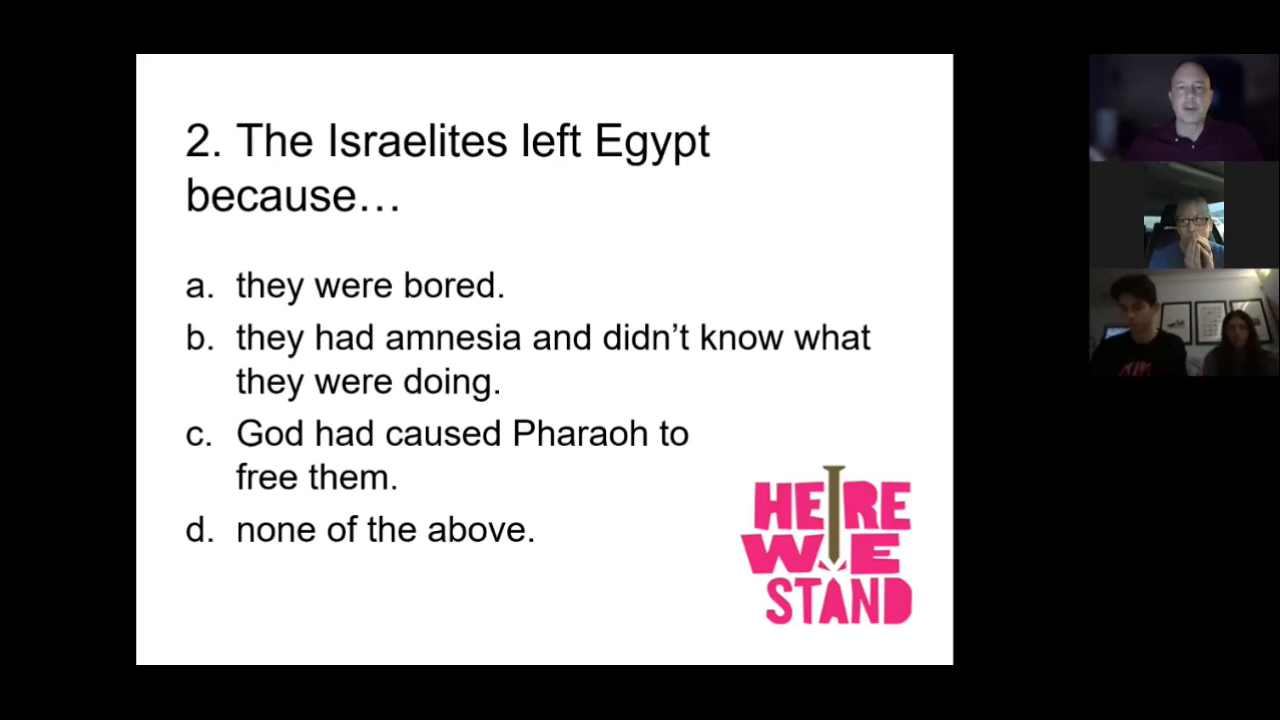 2. The Israelites left Egypt
because…
a. they were bored.
b. they had amnesia and didn’t know what
they were doing.
c. God had caused Pharaoh to
free them.
d. none of the above.
HERE
WE
STAND